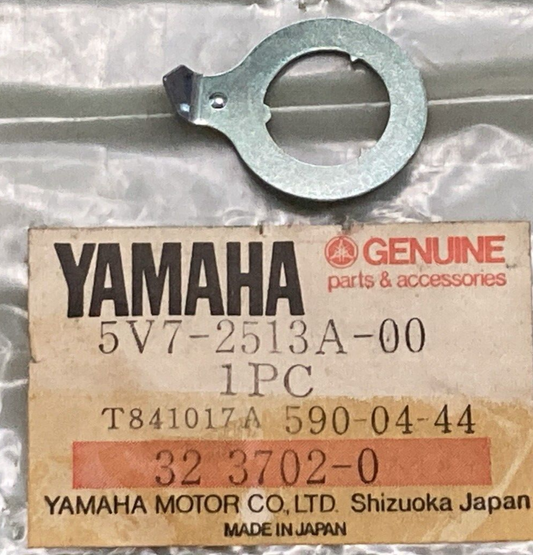 YAMAHA GENUINE
parts & accessories
5V7-2513A-00
1PC
T841017A 590-04-44
32 3702-0
YAMAHA MOTOR CO.,LTD. Shizuoka Japan
MADE IN JAPAN